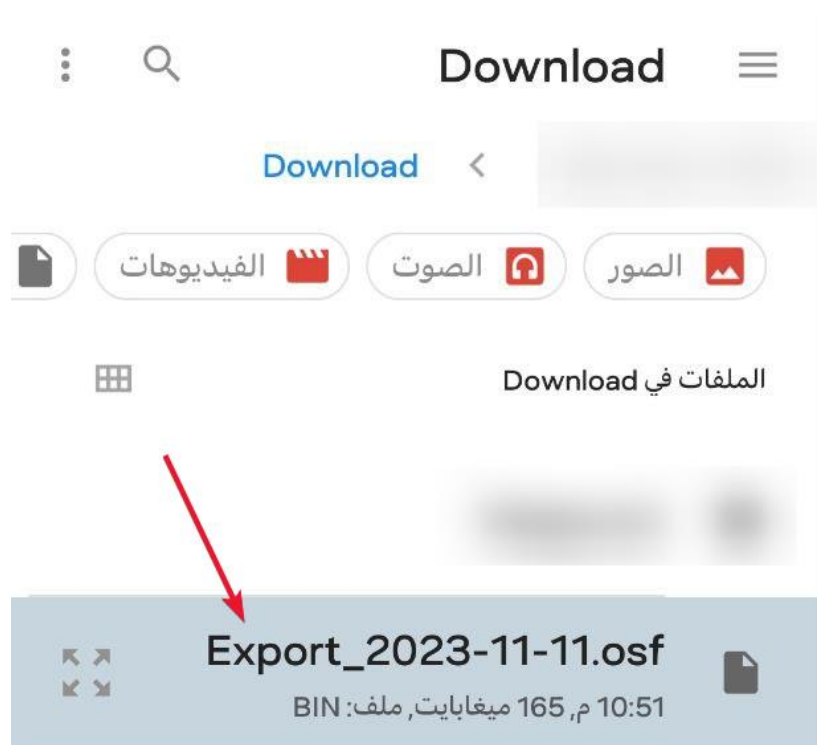 Download
Download >
الصور
الصوت
الفيديوهات
الملفات في Download
Export_2023-11-11.osf
10:51 م, 165 ميغابايت, ملف: BIN